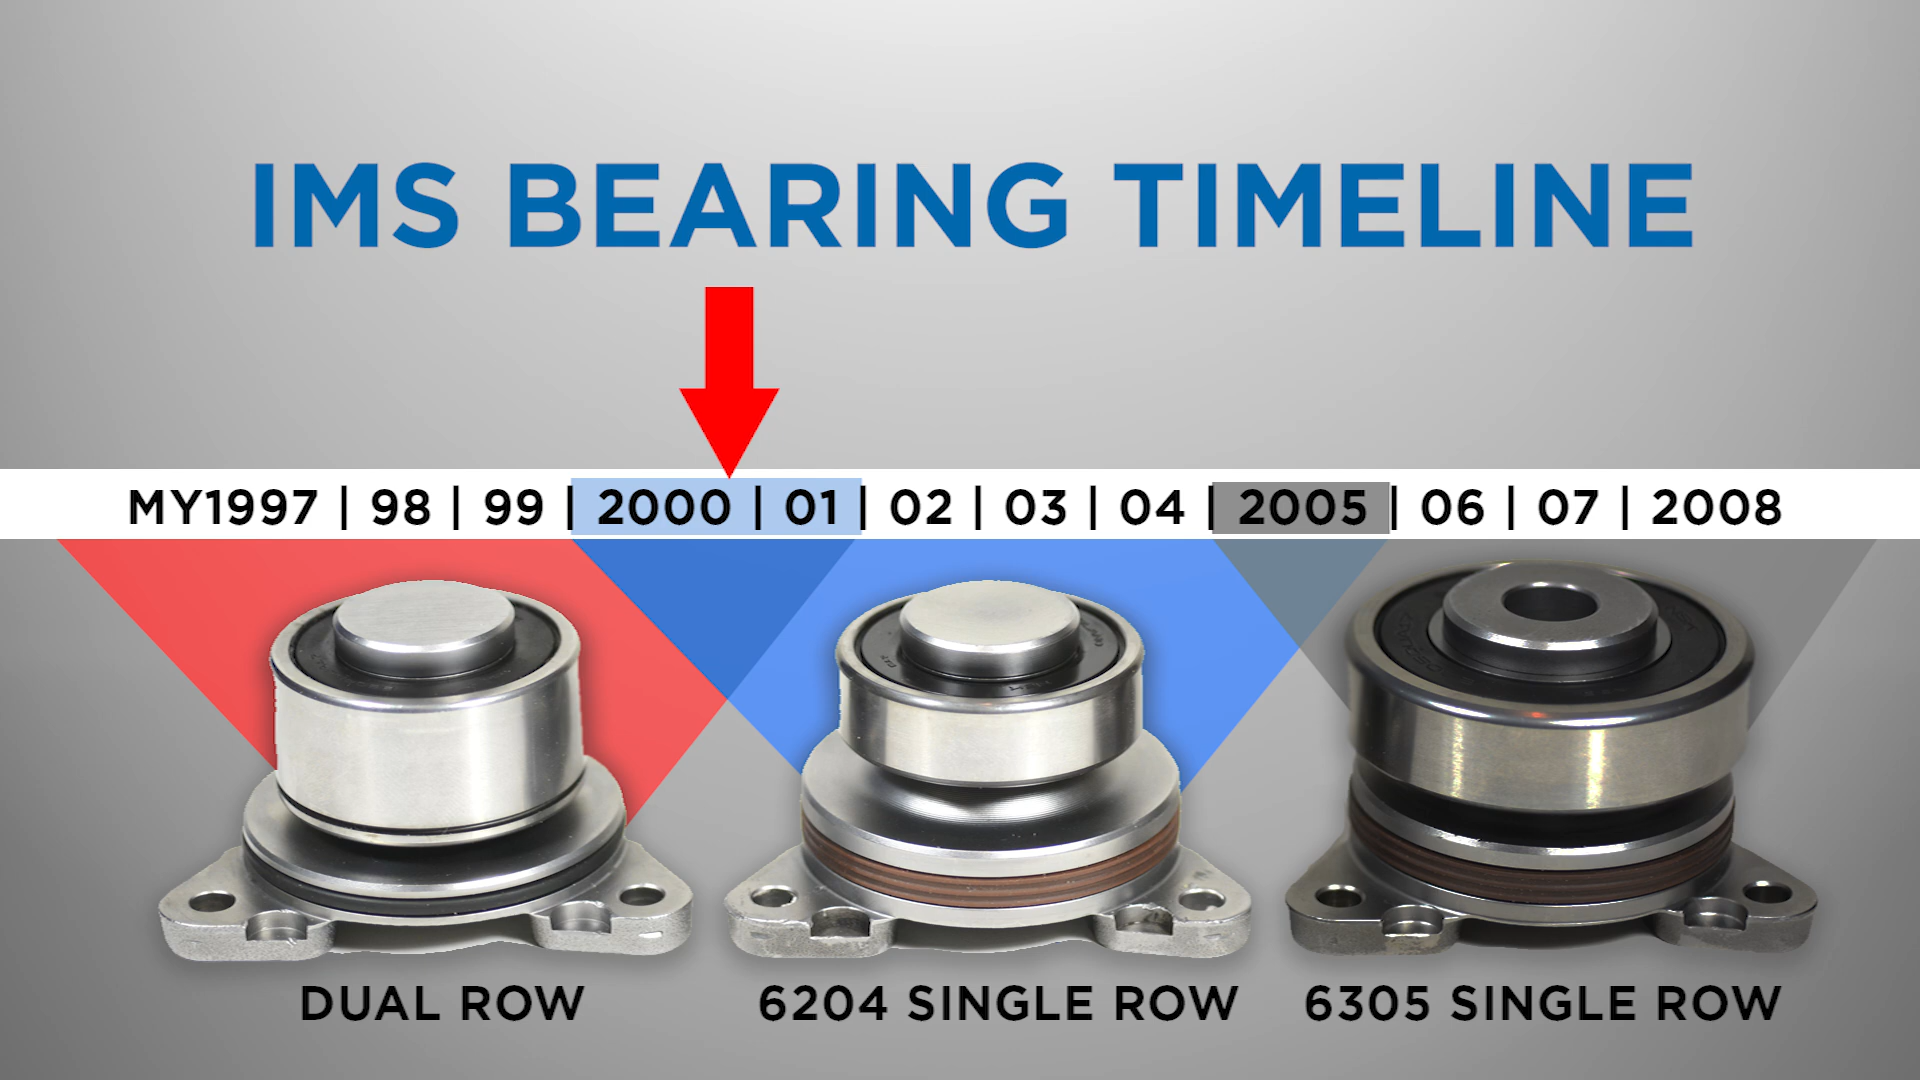 IMS BEARING TIMELINE
MY1997 | 98 | 99 | 2000 | 01 | 02 | 03 | 04 | 2005 | 06 | 07 | 2008
DUAL ROW
6204 SINGLE ROW
6305 SINGLE ROW